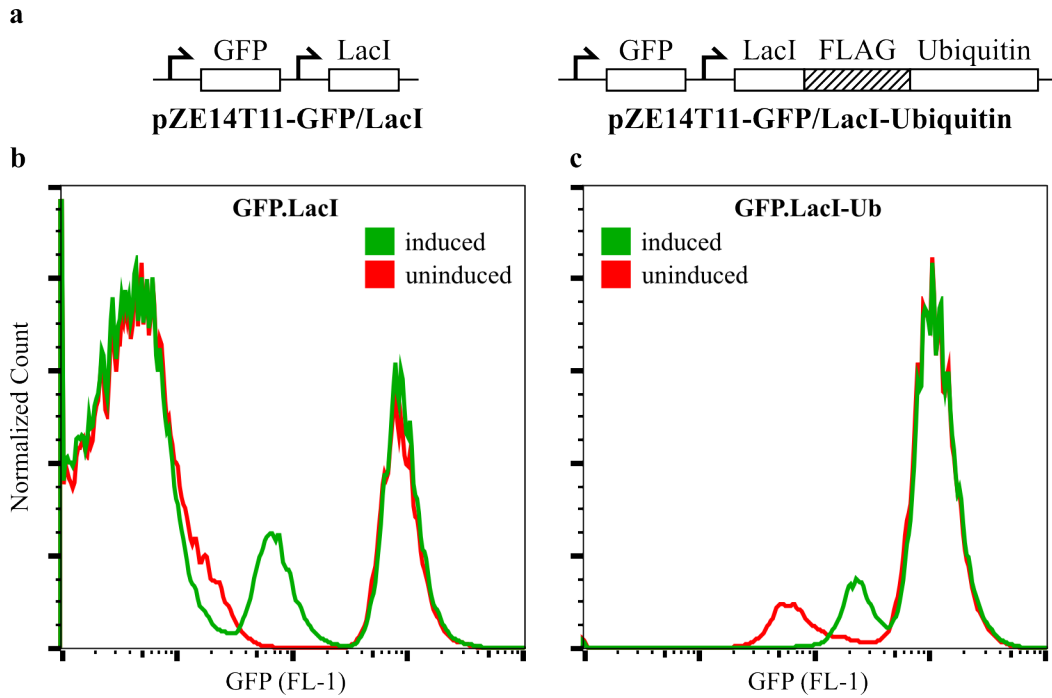 a
GFP LacI
pZE14T11-GFP/LacI
GFP LacI FLAG Ubiquitin
pZE14T11-GFP/LacI-Ubiquitin
b
GFP.LacI
induced
uninduced
Normalized Count
GFP (FL-1)
c
GFP.LacI-Ub
induced
uninduced
GFP (FL-1)